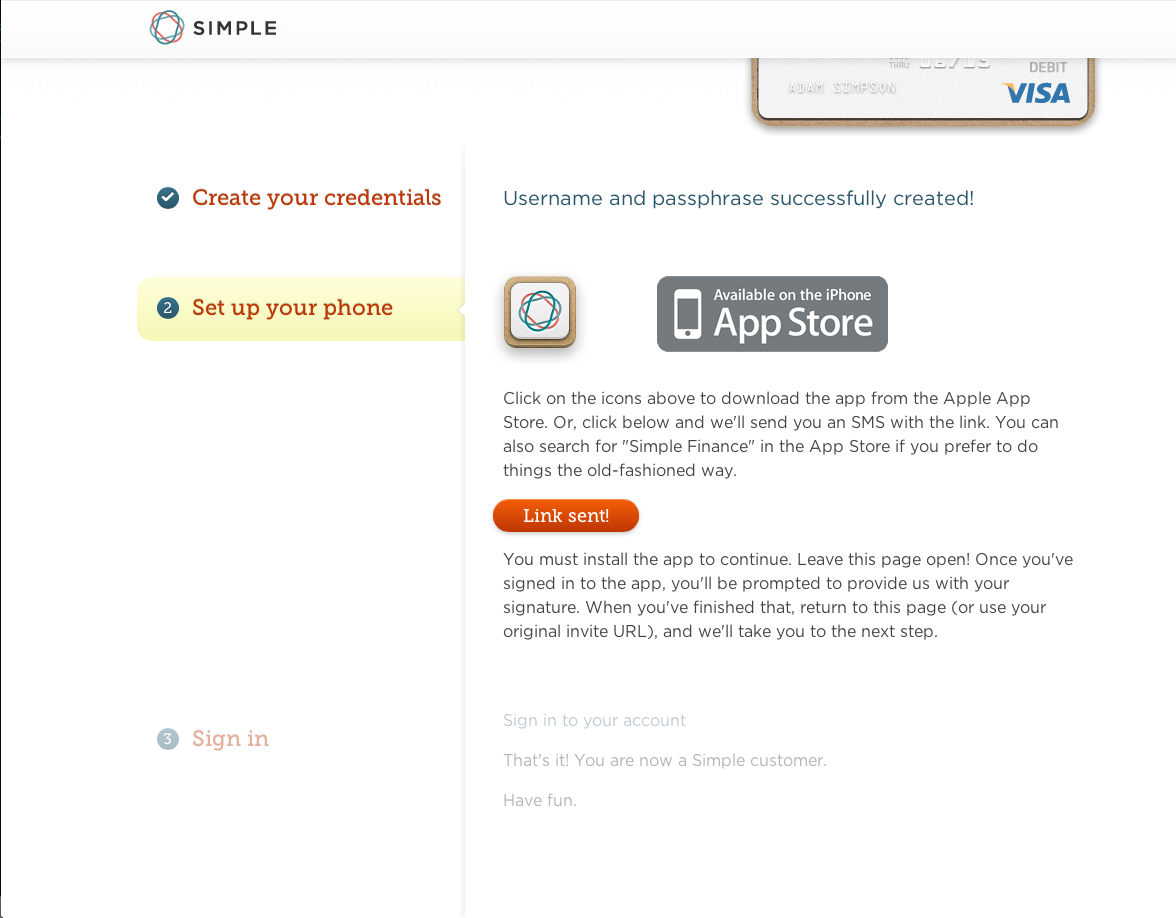 SIMPLE
THRU
DEBIT
ADAM SIMPSON
VISA
Create your credentials
Username and passphrase successfully created!
2 Set up your phone
Available on the iPhone
App Store
Click on the icons above to download the app from the Apple App
Store. Or, click below and we'll send you an SMS with the link. You can
also search for "Simple Finance" in the App Store if you prefer to do
things the old-fashioned way.
Link sent!
You must install the app to continue. Leave this page open! Once you've
signed in to the app, you'll be prompted to provide us with your
signature. When you've finished that, return to this page (or use your
original invite URL), and we'll take you to the next step.
3 Sign in
Sign in to your account
That's it! You are now a Simple customer.
Have fun.